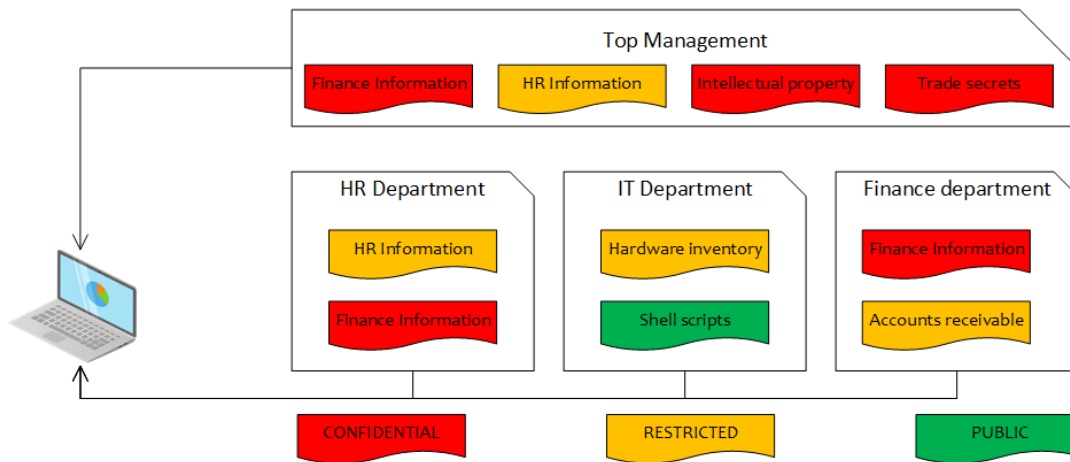 Top Management
Finance Information
HR Information
Intellectual property
Trade secrets
HR Department
HR Information
Finance Information
IT Department
Hardware inventory
Shell scripts
Finance department
Finance Information
Accounts receivable
CONFIDENTIAL
RESTRICTED
PUBLIC